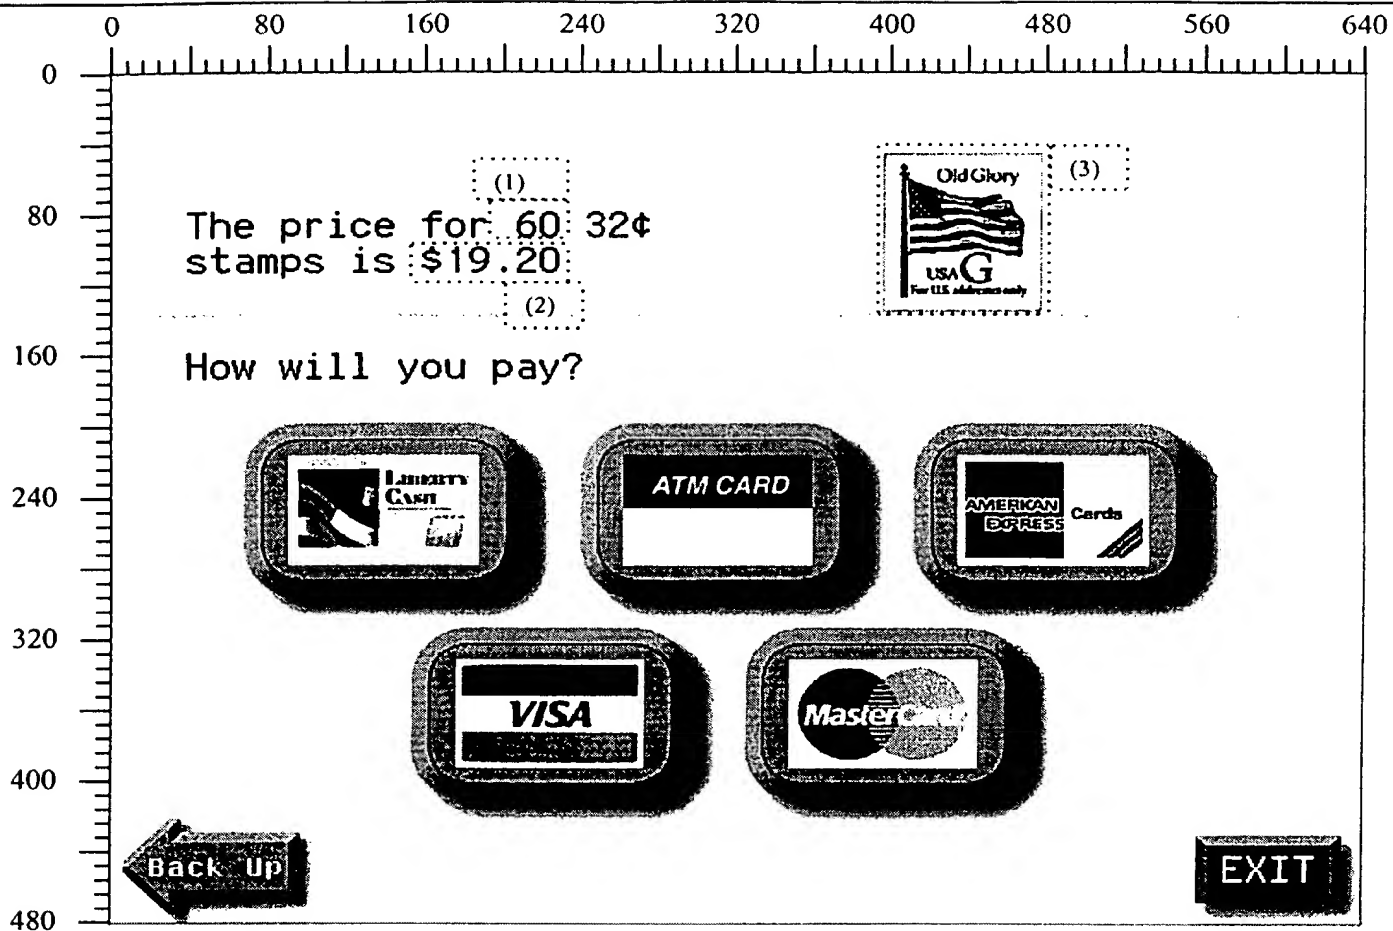 0 80 160 240 320 400 480 560 640
0
80
160
240
320
400
480
(1)
The price for 60 32¢
stamps is $19.20
(2)
Old Glory
USA G
For U.S. addresses only
(3)
How will you pay?
LIBERTY
CASH
ATM CARD
AMERICAN
EXPRESS
Cards
VISA
MasterCard
Back Up
EXIT